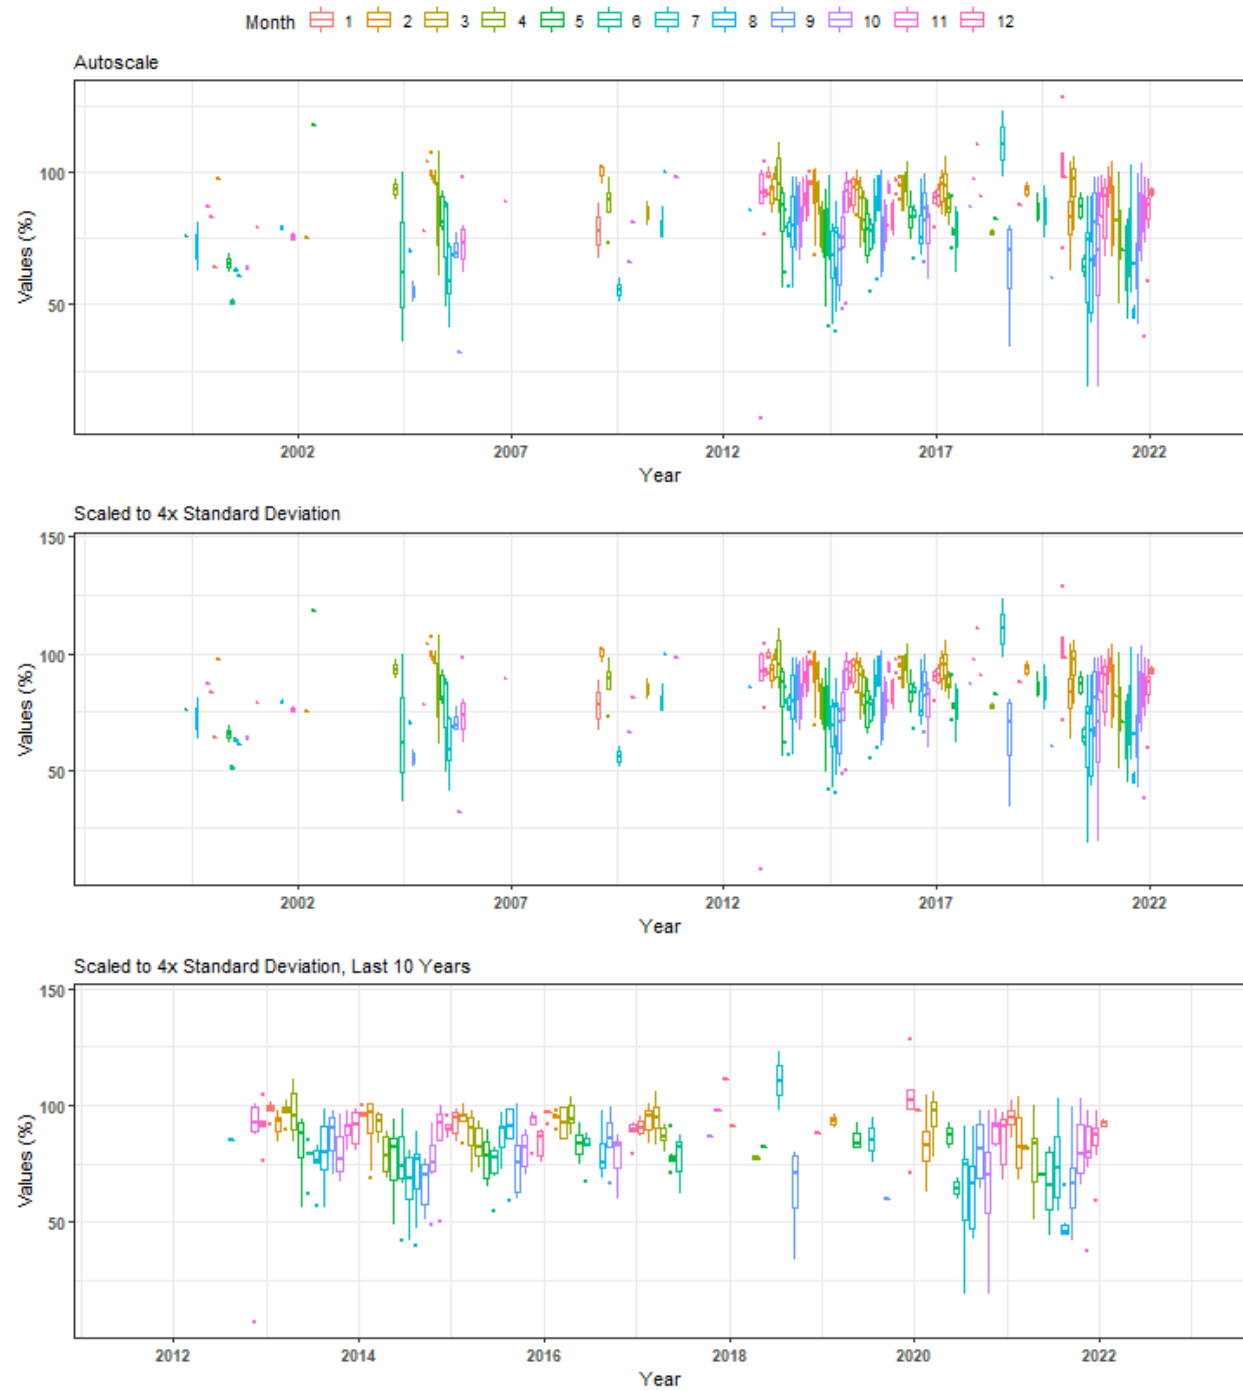 Month 1 2 3 4 5 6 7 8 9 10 11 12
Autoscale
100
50
Values (%)
2002 2007 2012 2017 2022
Year
Scaled to 4x Standard Deviation
150
100
50
Values (%)
2002 2007 2012 2017 2022
Year
Scaled to 4x Standard Deviation, Last 10 Years
150
100
50
Values (%)
2012 2014 2016 2018 2020 2022
Year